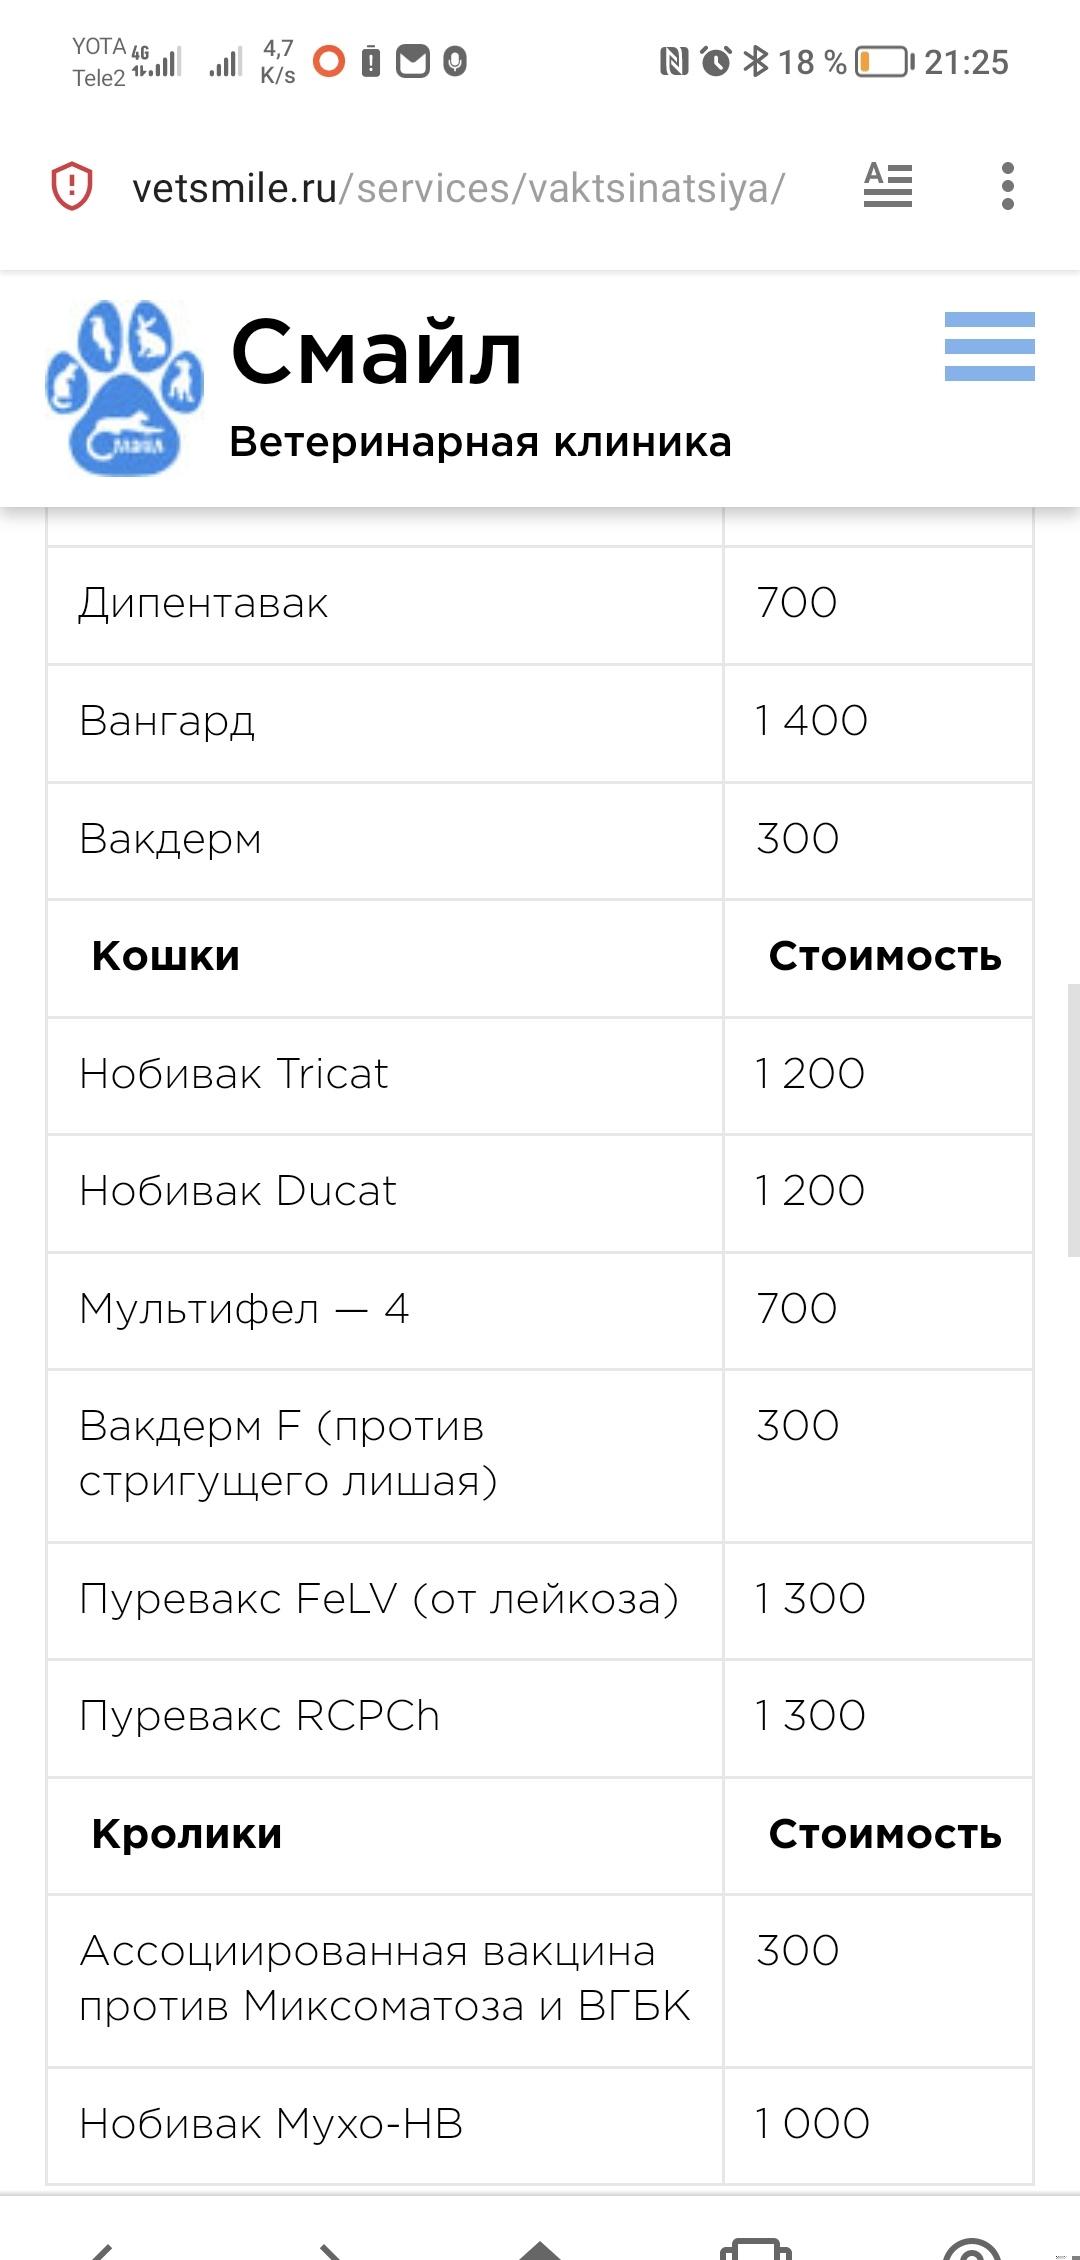 YOTA 4G 4,7 18 % 21:25
Tele2 K/s
vetsmile.ru/services/vaktsinatsiya/
Смайл
Ветеринарная клиника
Смайл
Дипентавак 700
Вангард 1 400
Вакдерм 300
Кошки Стоимость
Нобивак Tricat 1 200
Нобивак Ducat 1 200
Мультифел — 4 700
Вакдерм F (против 300
стригущего лишая)
Пуревакс FeLV (от лейкоза) 1 300
Пуревакс RCPCh 1 300
Кролики Стоимость
Ассоциированная вакцина 300
против Миксоматоза и ВГБК
Нобивак Мухо-НВ 1 000